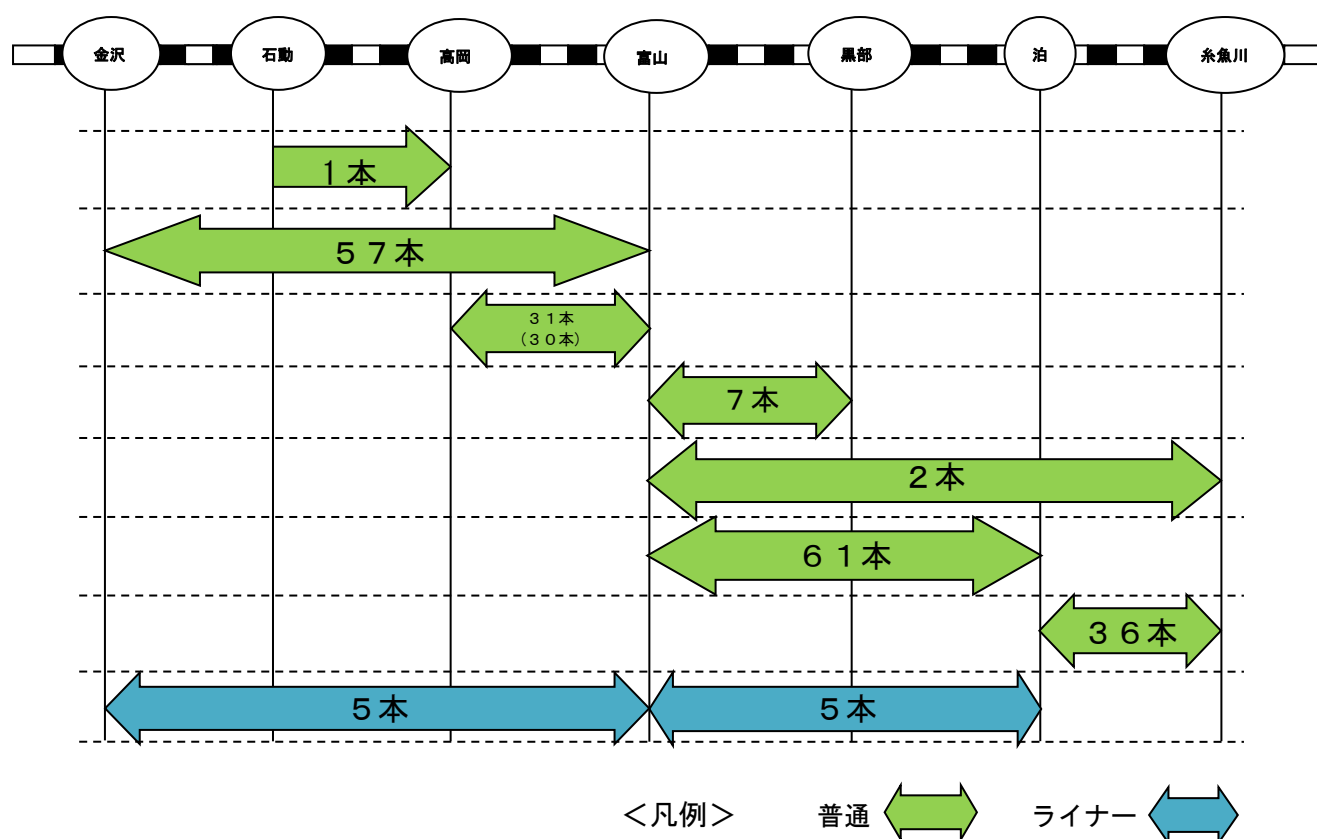 金沢 石動 高岡 富山 黒部 泊 糸魚川
1本
57本
31本
(30本)
7本
2本
61本
36本
5本 5本
<凡例> 普通 ライナー